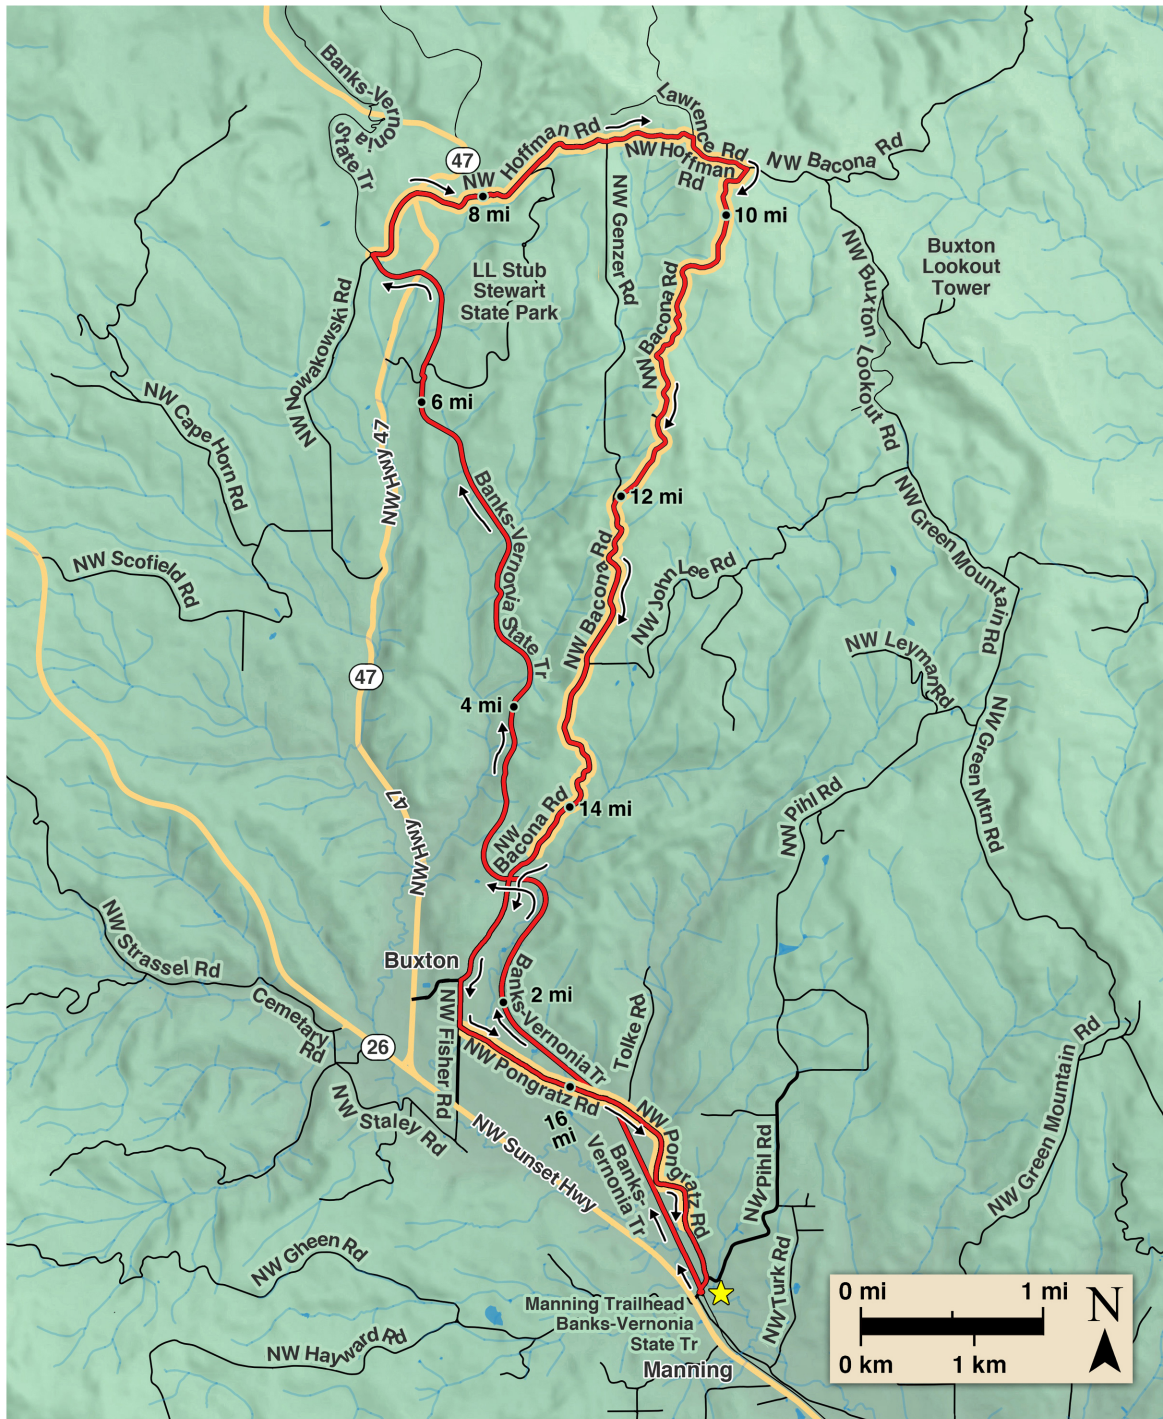 Banks-Vernonia
State Tr
47
NW Hoffman Rd
Lawrence Rd
NW Hoffman
Rd
NW Bacona Rd
8 mi
10 mi
NW Genzer Rd
LL Stub
Stewart
State Park
NW Bacona Rd
NW Buxton Lookout Rd
Buxton
Lookout
Tower
NW Nowakowski Rd
6 mi
NW Cape Horn Rd
NW Hwy 47
Banks-Vernonia State Tr
12 mi
NW Green Mountain Rd
NW Scofield Rd
NW Bacona Rd
NW John Lee Rd
NW Leyman Rd
47
4 mi
NW Green Mtn Rd
NW Hwy 47
NW
Bacona Rd
14 mi
NW Pihl Rd
NW Strassel Rd
Buxton
Banks-Vernonia Tr
2 mi
Cemetary
Rd
26
NW Fisher Rd
Tolke Rd
NW Pongratz Rd
16
mi
NW Staley Rd
NW Sunset Hwy
Banks-
Vernonia Tr
NW Pongratz Rd
NW Pihl Rd
NW Green Mountain Rd
NW Gheen Rd
NW Turk Rd
Manning Trailhead
Banks-Vernonia
State Tr
NW Hayward Rd
Manning
0 mi
1 mi
N
0 km
1 km